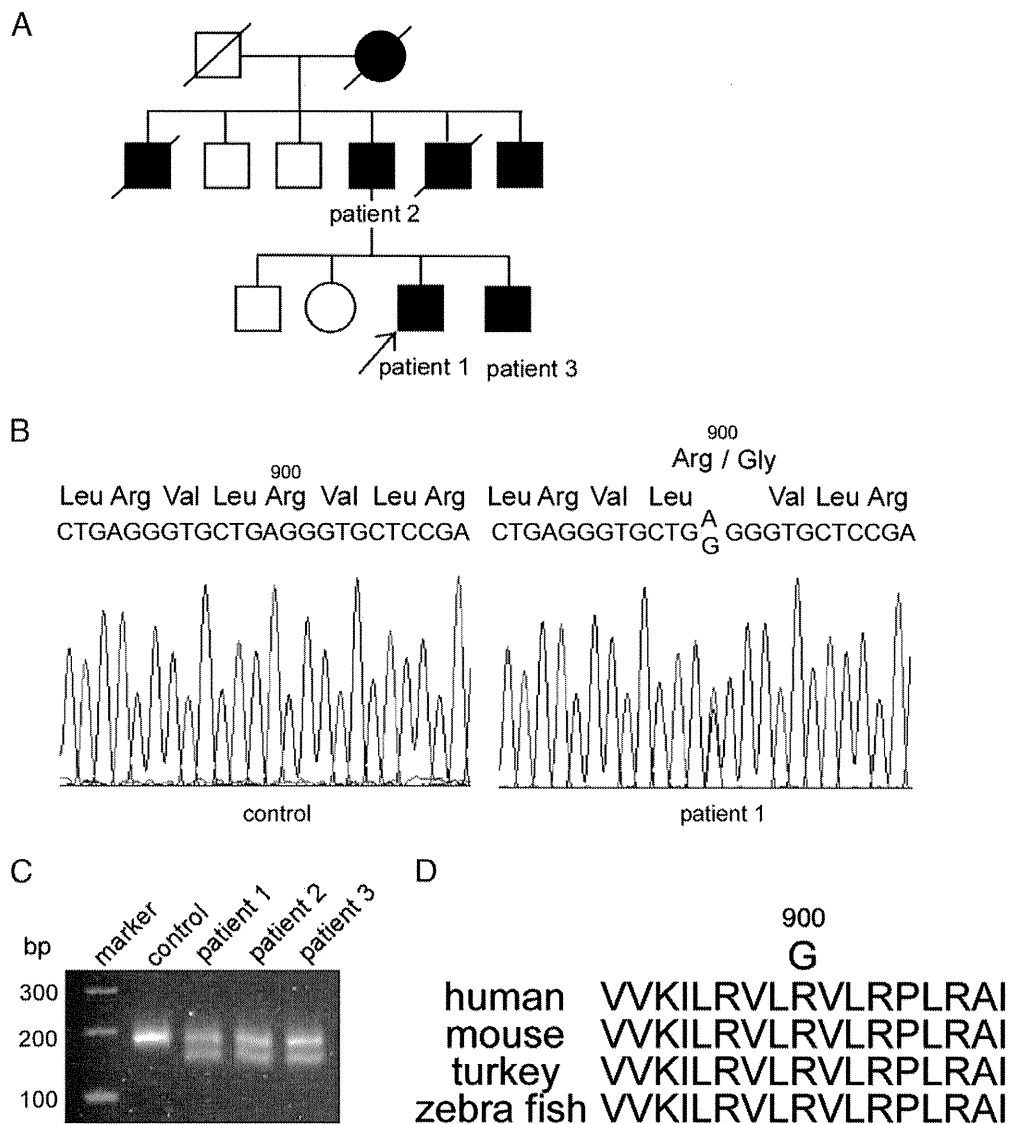 A
patient 2
patient 1 patient 3
B
900
Arg / Gly
900
Leu Arg Val Leu Arg Val Leu Arg
Leu Arg Val Leu Val Leu Arg
CTGAGGGTGCTGAGGGTGCTCCGA
CTGAGGGTGCTG A GGGTGCTCCGA
G
control
patient 1
C
bp
marker
control
patient 1
patient 2
patient 3
300
200
100
D
900
G
human VVKILRVLRVLRPLRAI
mouse VVKILRVLRVLRPLRAI
turkey VVKILRVLRVLRPLRAI
zebra fish VVKILRVLRVLRPLRAI